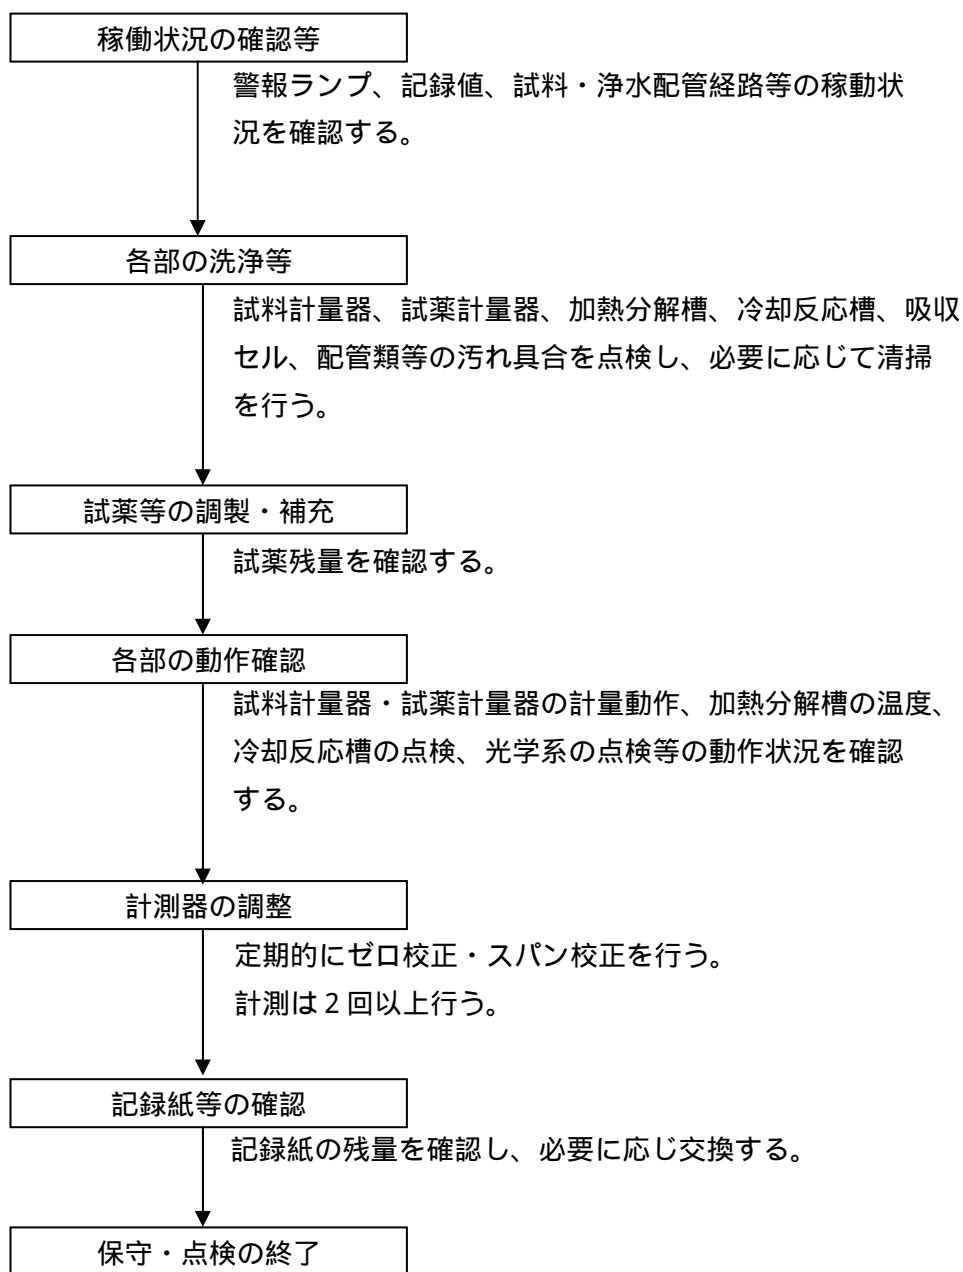 稼働状況の確認等
警報ランプ、記録値、試料・浄水配管経路等の稼動状
況を確認する。
各部の洗浄等
試料計量器、試薬計量器、加熱分解槽、冷却反応槽、吸収
セル、配管類等の汚れ具合を点検し、必要に応じて清掃
を行う。
試薬等の調製・補充
試薬残量を確認する。
各部の動作確認
試料計量器・試薬計量器の計量動作、加熱分解槽の温度、
冷却反応槽の点検、光学系の点検等の動作状況を確認
する。
計測器の調整
定期的にゼロ校正・スパン校正を行う。
計測は2回以上行う。
記録紙等の確認
記録紙の残量を確認し、必要に応じ交換する。
保守・点検の終了